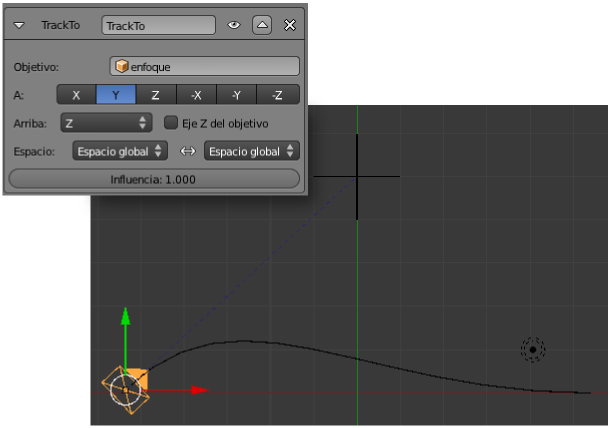 TrackTo TrackTo
Objetivo: enfoque
A: X Y Z -X -Y -Z
Arriba: Z Eje Z del objetivo
Espacio: Espacio global Espacio global
Influencia: 1.000